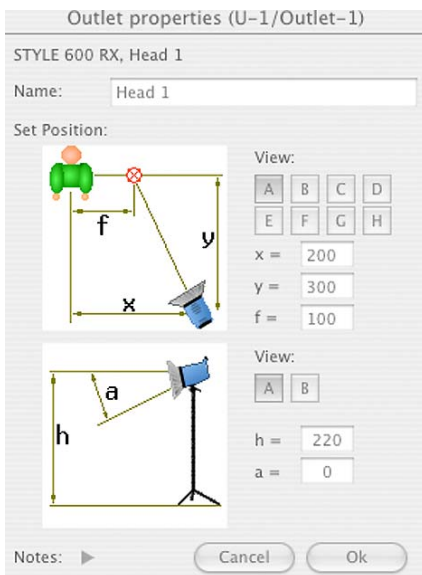 Outlet properties (U-1/Outlet-1)
STYLE 600 RX, Head 1
Name: Head 1
Set Position:
f
y
x
View:
A B C D
E F G H
x = 200
y = 300
f = 100
a
h
View:
A B
h = 220
a = 0
Notes:
Cancel Ok